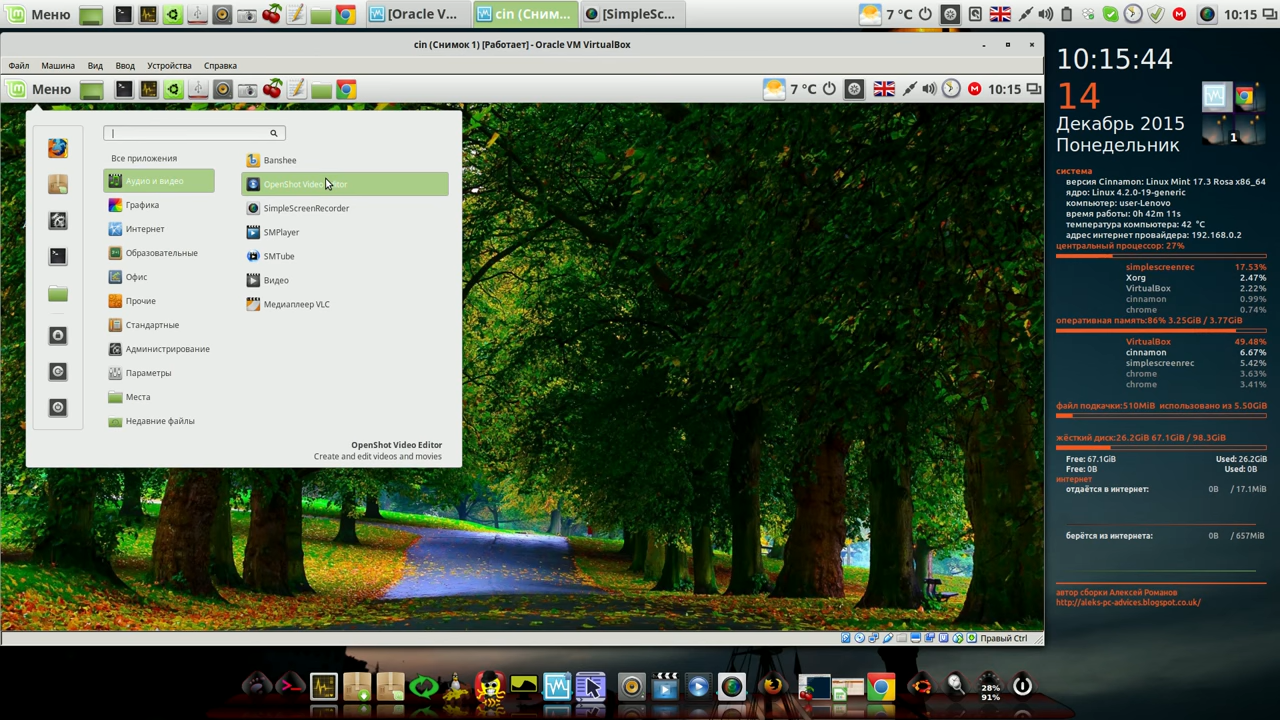 Меню
[Oracle V...
cin (Сним...
[SimpleSc...
7 °C
10:15
cin (Снимок 1) [Работает] - Oracle VM VirtualBox
Файл
Машина
Вид
Ввод
Устройства
Справка
Меню
7 °C
10:15
Все приложения
Аудио и видео
Графика
Интернет
Образовательные
Офис
Прочие
Стандартные
Администрирование
Параметры
Места
Недавние файлы
Banshee
OpenShot Video Editor
SimpleScreenRecorder
SMPlayer
SMTube
Видео
Медиаплеер VLC
OpenShot Video Editor
Create and edit videos and movies
Правый Ctrl
10:15:44
14
Декабрь 2015
Понедельник
1
система
версия Cinnamon: Linux Mint 17.3 Rosa x86_64
ядро: Linux 4.2.0-19-generic
компьютер: user-Lenovo
время работы: 0h 42m 11s
температура компьютера: 42 °C
адрес интернет провайдера: 192.168.0.2
центральный процессор: 27%
simplescreenrec 17.53%
Xorg 2.47%
VirtualBox 2.22%
cinnamon 0.99%
chrome 0.74%
оперативная память:86% 3.25GiB / 3.77GiB
VirtualBox 49.48%
cinnamon 6.67%
simplescreenrec 5.42%
chrome 3.63%
chrome 3.41%
файл подкачки:510MiB использовано из 5.50GiB
жёсткий диск:26.2GiB 67.1GiB / 98.3GiB
Free: 67.1GiB Used: 26.2GiB
Free: 0B Used: 0B
интернет
отдаётся в интернет: 0B / 17.1MiB
берётся из интернета: 0B / 657MiB
автор сборки Алексей Романов
http://aleks-pc-advices.blogspot.co.uk/
28%
91%